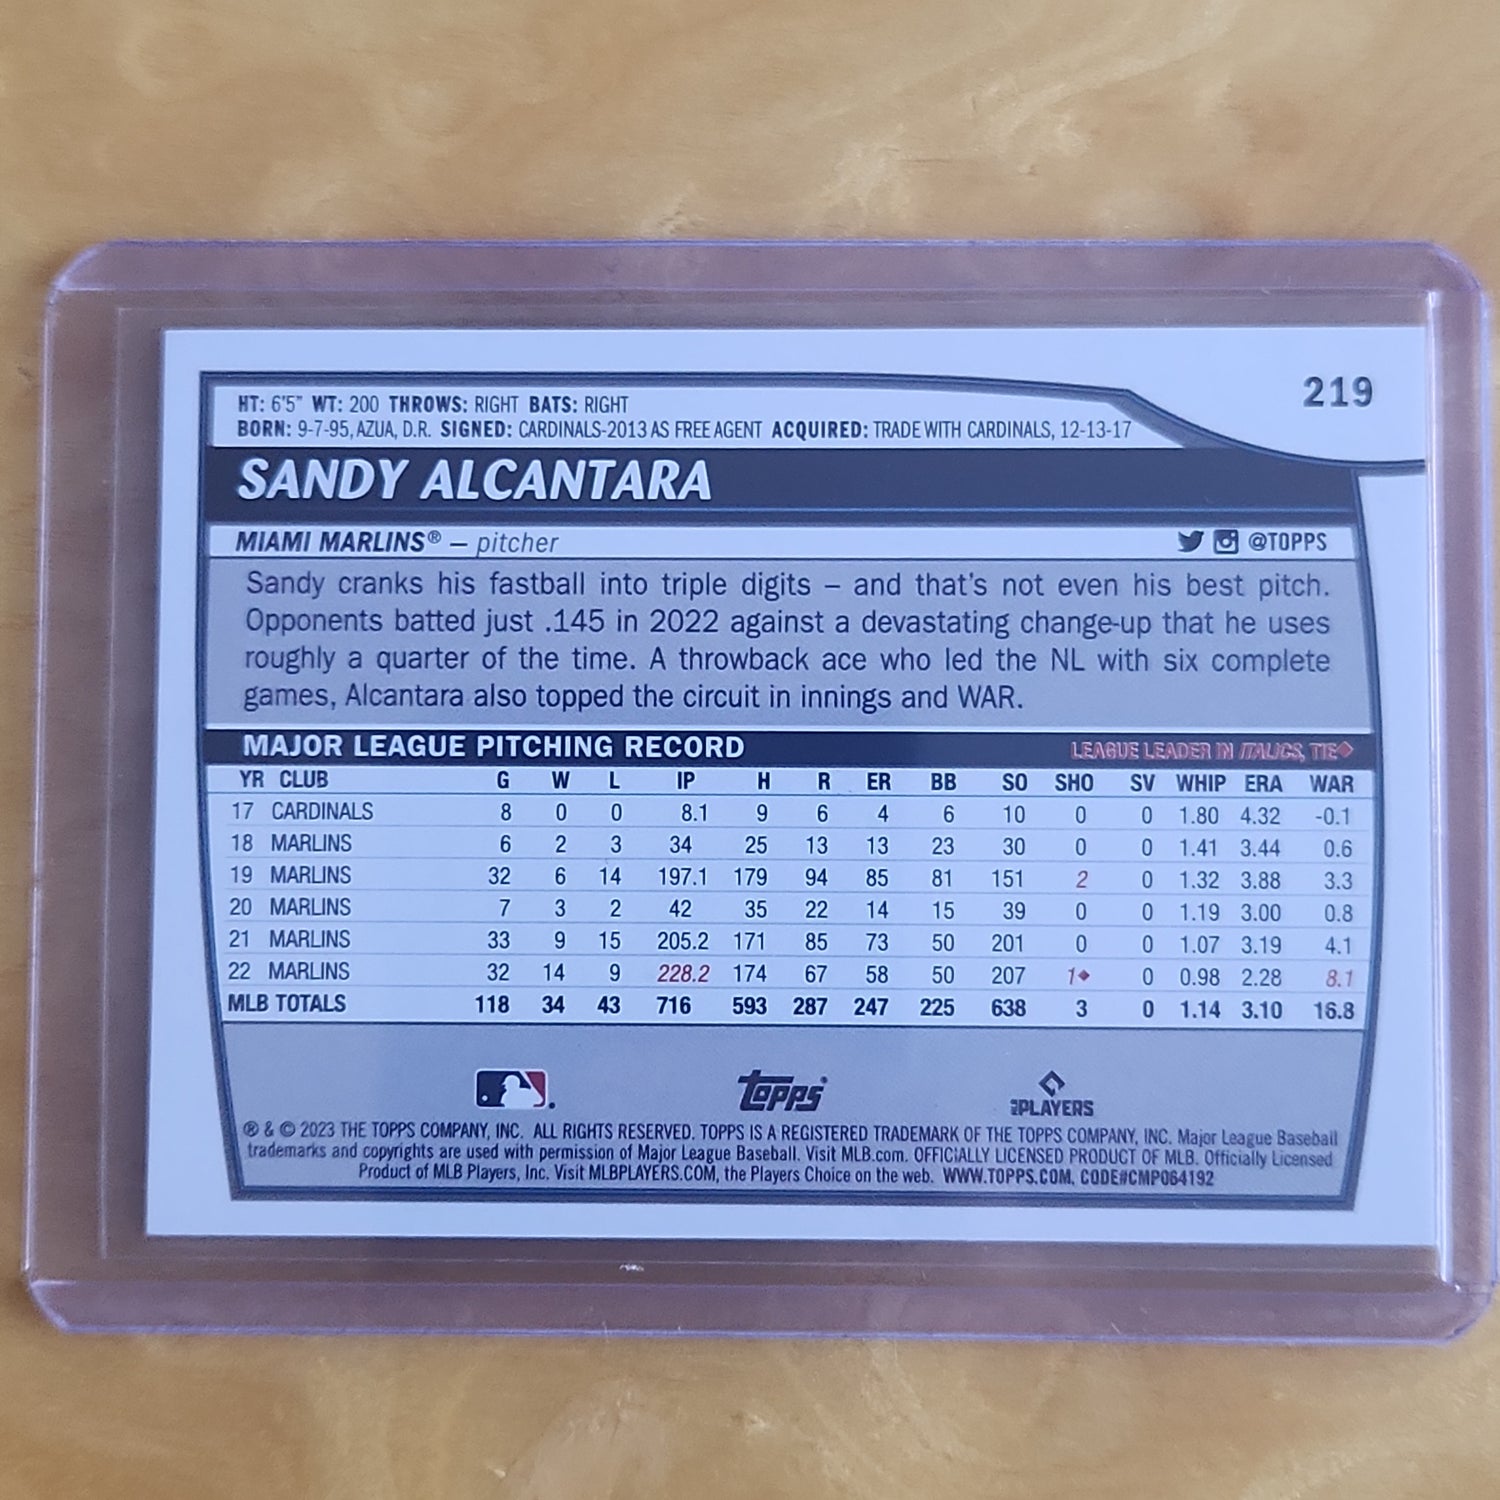 219
HT: 6'5" WT: 200 THROWS: RIGHT BATS: RIGHT
BORN: 9-7-95, AZUA, D.R. SIGNED: CARDINALS-2013 AS FREE AGENT ACQUIRED: TRADE WITH CARDINALS, 12-13-17
SANDY ALCANTARA
MIAMI MARLINS® – pitcher @TOPPS
Sandy cranks his fastball into triple digits – and that's not even his best pitch.
Opponents batted just .145 in 2022 against a devastating change-up that he uses
roughly a quarter of the time. A throwback ace who led the NL with six complete
games, Alcantara also topped the circuit in innings and WAR.
MAJOR LEAGUE PITCHING RECORD LEAGUE LEADER IN ITALICS, TIE◆
YR CLUB G W L IP H R ER BB SO SHO SV WHIP ERA WAR
17 CARDINALS 8 0 0 8.1 9 6 4 6 10 0 0 1.80 4.32 -0.1
18 MARLINS 6 2 3 34 25 13 13 23 30 0 0 1.41 3.44 0.6
19 MARLINS 32 6 14 197.1 179 94 85 81 151 2 0 1.32 3.88 3.3
20 MARLINS 7 3 2 42 35 22 14 15 39 0 0 1.19 3.00 0.8
21 MARLINS 33 9 15 205.2 171 85 73 50 201 0 0 1.07 3.19 4.1
22 MARLINS 32 14 9 228.2 174 67 58 50 207 1◆ 0 0.98 2.28 8.1
MLB TOTALS 118 34 43 716 593 287 247 225 638 3 0 1.14 3.10 16.8
topps® PLAYERS
® & © 2023 THE TOPPS COMPANY, INC. ALL RIGHTS RESERVED. TOPPS IS A REGISTERED TRADEMARK OF THE TOPPS COMPANY, INC. Major League Baseball
trademarks and copyrights are used with permission of Major League Baseball. Visit MLB.com. OFFICIALLY LICENSED PRODUCT OF MLB. Officially Licensed
Product of MLB Players, Inc. Visit MLBPLAYERS.COM, the Players Choice on the web. WWW.TOPPS.COM, CODE#CMP064192